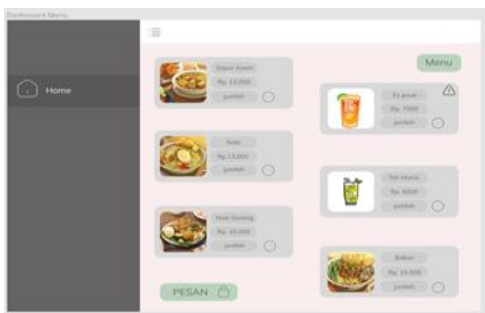 Dashboard Menu
Home
Menu
Sayur Asem
Rp. 12.000
jumlah
Es jeruk
Rp. 7000
jumlah
Soto
Rp.13.000
jumlah
Teh Manis
Rp. 5000
jumlah
Nasi Goreng
Rp. 15.000
jumlah
Bakso
Rp. 15.000
jumlah
PESAN